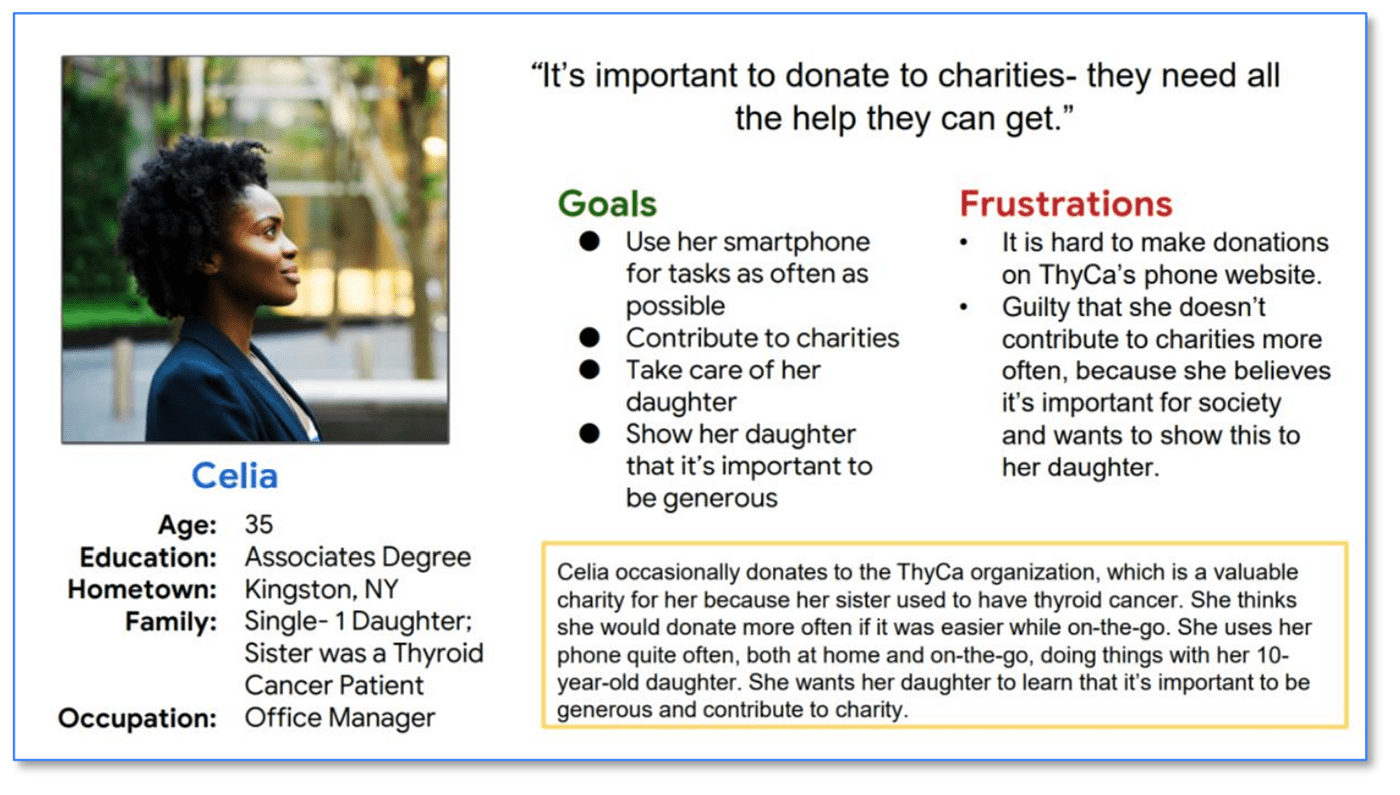 “It’s important to donate to charities- they need all
the help they can get.”
Goals
● Use her smartphone
for tasks as often as
possible
● Contribute to charities
● Take care of her
daughter
● Show her daughter
that it’s important to
be generous
Frustrations
• It is hard to make donations
on ThyCa’s phone website.
• Guilty that she doesn’t
contribute to charities more
often, because she believes
it’s important for society
and wants to show this to
her daughter.
Celia
Age: 35
Education: Associates Degree
Hometown: Kingston, NY
Family: Single- 1 Daughter;
Sister was a Thyroid
Cancer Patient
Occupation: Office Manager
Celia occasionally donates to the ThyCa organization, which is a valuable
charity for her because her sister used to have thyroid cancer. She thinks
she would donate more often if it was easier while on-the-go. She uses her
phone quite often, both at home and on-the-go, doing things with her 10-
year-old daughter. She wants her daughter to learn that it’s important to be
generous and contribute to charity.